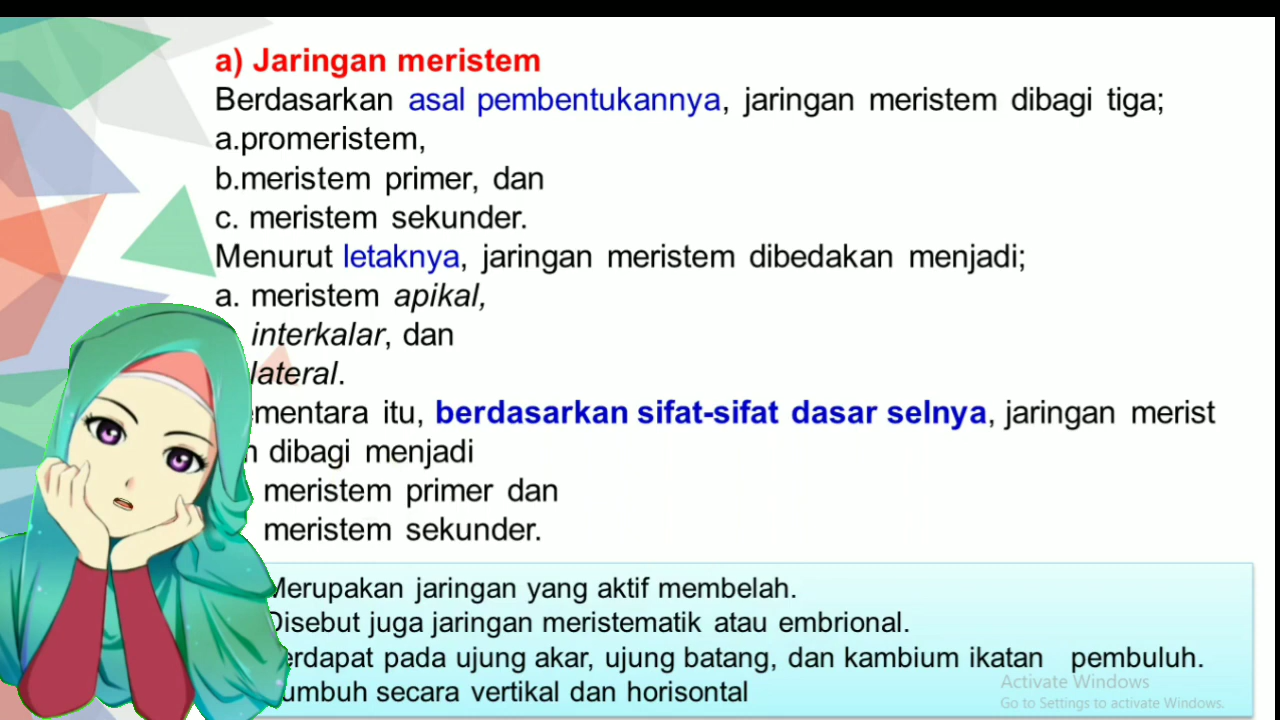 a) Jaringan meristem
Berdasarkan asal pembentukannya, jaringan meristem dibagi tiga;
a.promeristem,
b.meristem primer, dan
c. meristem sekunder.
Menurut letaknya, jaringan meristem dibedakan menjadi;
a. meristem apikal,
interkalar, dan
lateral.
ementara itu, berdasarkan sifat-sifat dasar selnya, jaringan merist
dibagi menjadi
meristem primer dan
meristem sekunder.
Merupakan jaringan yang aktif membelah.
Disebut juga jaringan meristematik atau embrional.
erdapat pada ujung akar, ujung batang, dan kambium ikatan pembuluh.
umbuh secara vertikal dan horisontal
Activate Windows
Go to Settings to activate Windows.